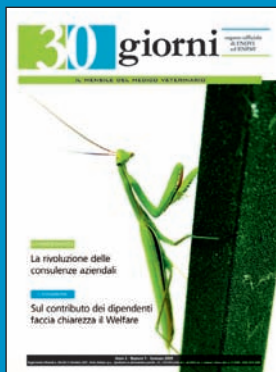 30 giorni
organo ufficiale
di FNOVI
ed ENPAV
IL MENSILE DEL MEDICO VETERINARIO
La rivoluzione delle
consulenze aziendali
Sul contributo dei dipendenti
faccia chiarezza il Welfare